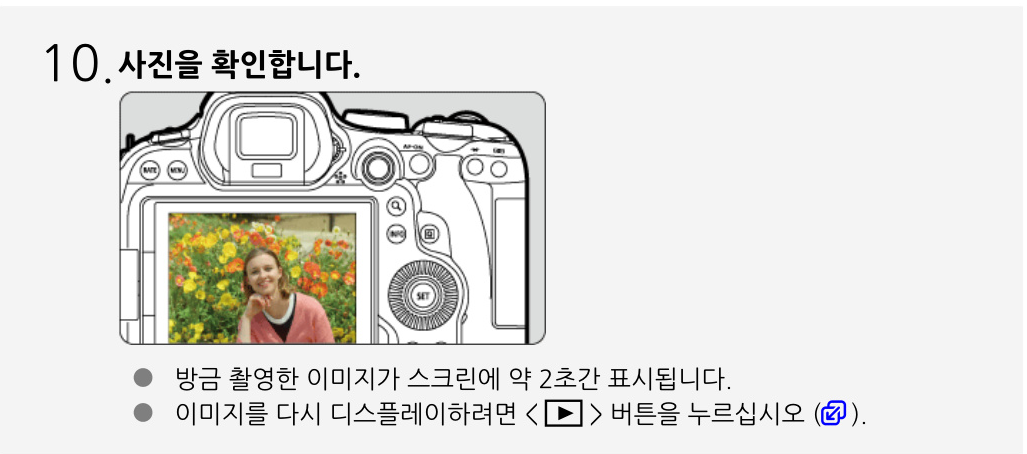 10. 사진을 확인합니다.
AF-ON
RATE MENU
INFO
SET
● 방금 촬영한 이미지가 스크린에 약 2초간 표시됩니다.
● 이미지를 다시 디스플레이하려면 < ▶ > 버튼을 누르십시오 ( ).